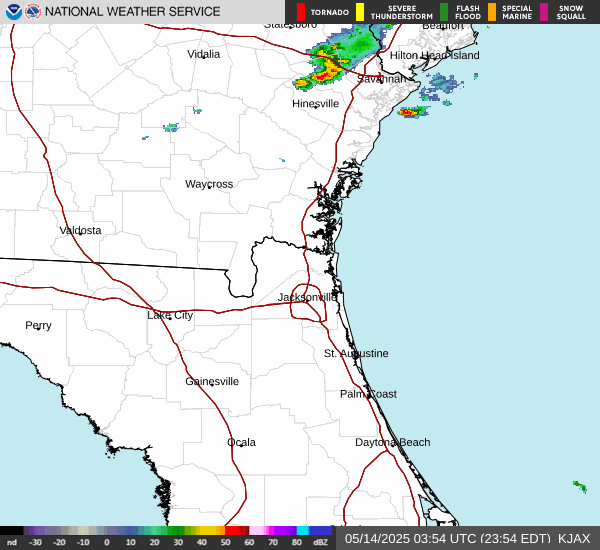 NATIONAL WEATHER SERVICE
TORNADO
SEVERE THUNDERSTORM
FLASH FLOOD
SPECIAL MARINE
SNOW SQUALL
Statesboro
Beaufort
Vidalia
Hilton Head Island
Savannah
Hinesville
Waycross
Valdosta
Jacksonville
Lake City
Perry
St. Augustine
Gainesville
Palm Coast
Ocala
Daytona Beach
nd -30 -20 -10 0 10 20 30 40 50 60 70 80 dBZ
05/14/2025 03:54 UTC (23:54 EDT) KJAX